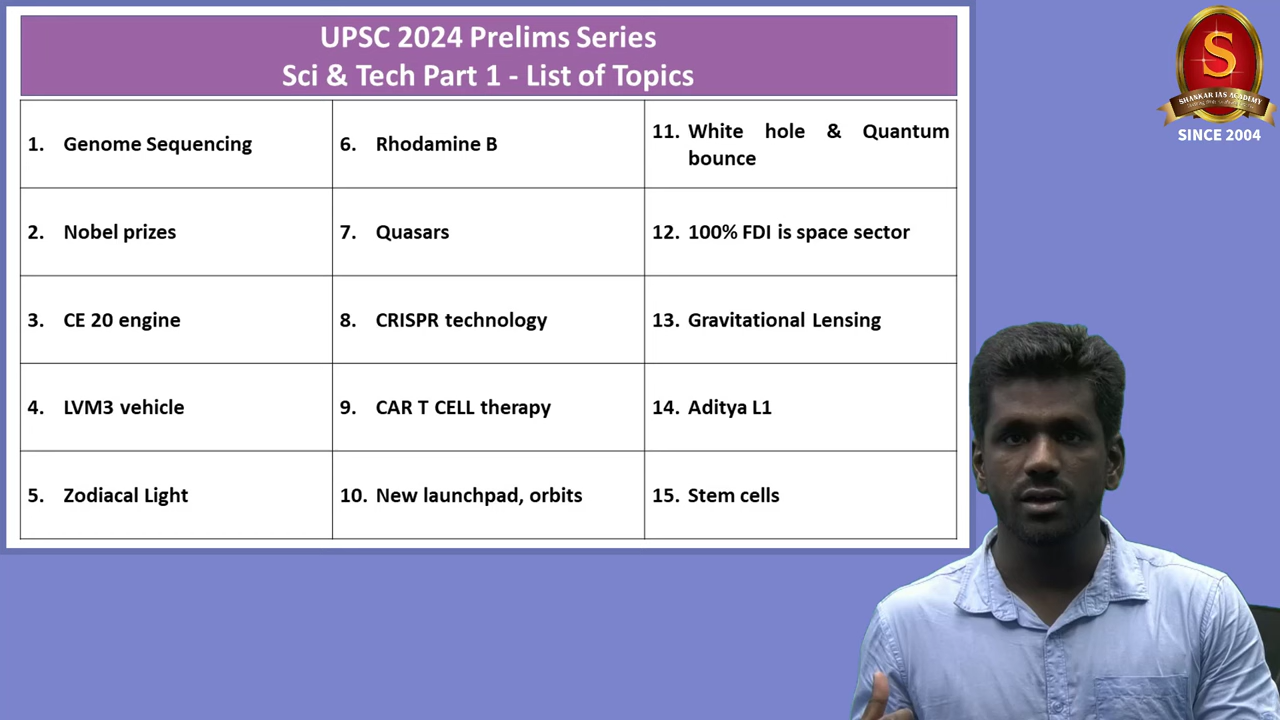 UPSC 2024 Prelims Series
Sci & Tech Part 1 - List of Topics
1. Genome Sequencing
2. Nobel prizes
3. CE 20 engine
4. LVM3 vehicle
5. Zodiacal Light
6. Rhodamine B
7. Quasars
8. CRISPR technology
9. CAR T CELL therapy
10. New launchpad, orbits
11. White hole & Quantum
bounce
12. 100% FDI is space sector
13. Gravitational Lensing
14. Aditya L1
15. Stem cells
S
SHANKAR IAS ACADEMY
SINCE 2004